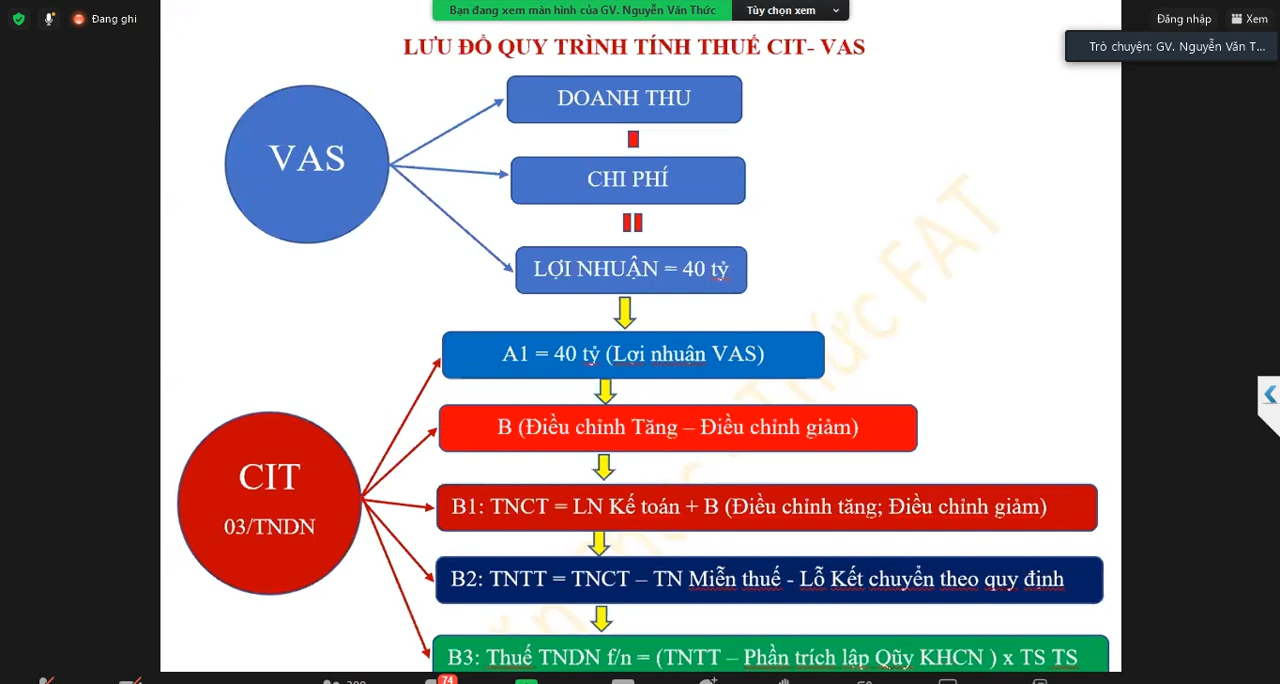 Đang ghi
Bạn đang xem màn hình của GV. Nguyễn Văn Thức
Tùy chọn xem
Đăng nhập
Xem
Trò chuyện: GV. Nguyễn Văn T...
LƯU ĐỒ QUY TRÌNH TÍNH THUẾ CIT- VAS
VAS
DOANH THU
CHI PHÍ
LỢI NHUẬN = 40 tỷ
CIT
03/TNDN
A1 = 40 tỷ (Lợi nhuân VAS)
B (Điều chỉnh Tăng – Điều chỉnh giảm)
B1: TNCT = LN Kế toán + B (Điều chỉnh tăng; Điều chỉnh giảm)
B2: TNTT = TNCT – TN Miễn thuế - Lỗ Kết chuyển theo quy định
B3: Thuế TNDN f/n = (TNTT – Phần trích lập Qũy KHCN ) x TS TS
74